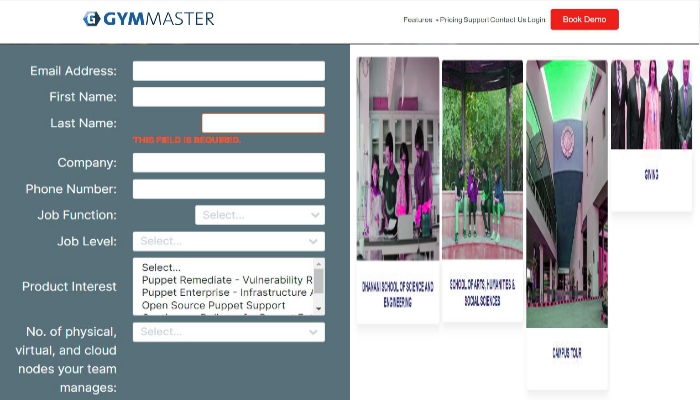 GYMMASTER
Features Pricing Support Contact Us Login
Book Demo
Email Address:
First Name:
Last Name:
THIS FIELD IS REQUIRED.
Company:
Phone Number:
Job Function:
Select...
Job Level:
Select...
Product Interest
Select...
Puppet Remediate - Vulnerability R
Puppet Enterprise - Infrastructure A
Open Source Puppet Support
No. of physical,
virtual, and cloud
nodes your team
manages:
Select...
DHANANI SCHOOL OF SCIENCE AND
ENGINEERING
SCHOOL OF ARTS, HUMANITIES &
SOCIAL SCIENCES
CAMPUS TOUR
GIVING